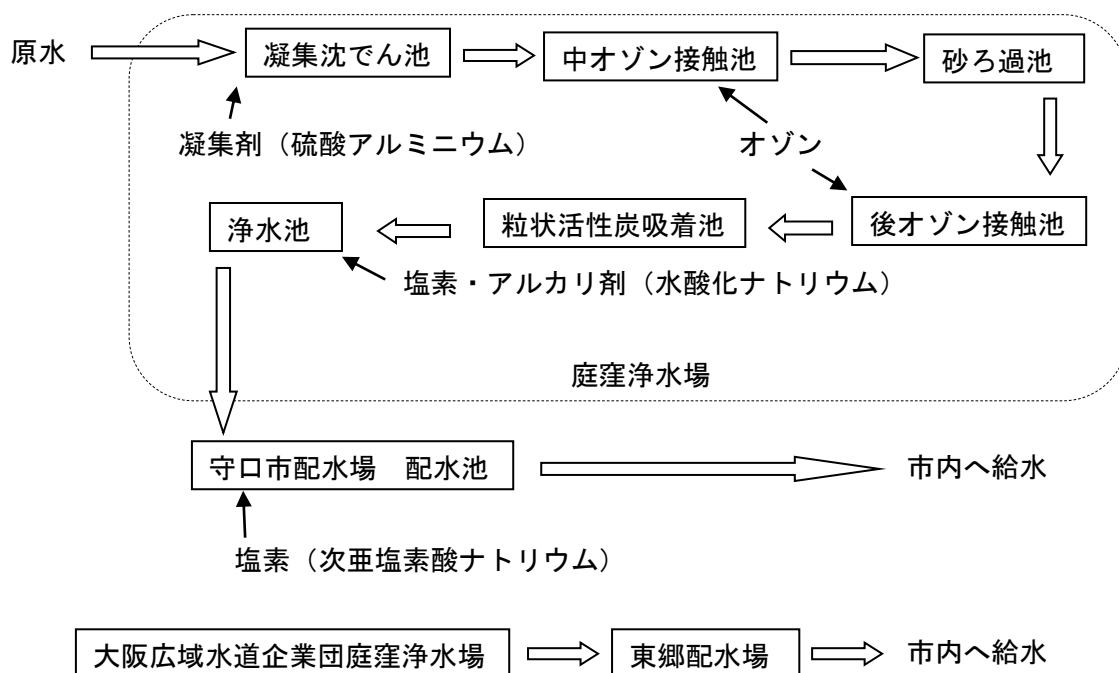 原水
凝集沈でん池
中オゾン接触池
砂ろ過池
凝集剤(硫酸アルミニウム)
オゾン
浄水池
粒状活性炭吸着池
後オゾン接触池
塩素・アルカリ剤(水酸化ナトリウム)
庭窪浄水場
守口市配水場 配水池
市内へ給水
塩素(次亜塩素酸ナトリウム)
大阪広域水道企業団庭窪浄水場
東郷配水場
市内へ給水